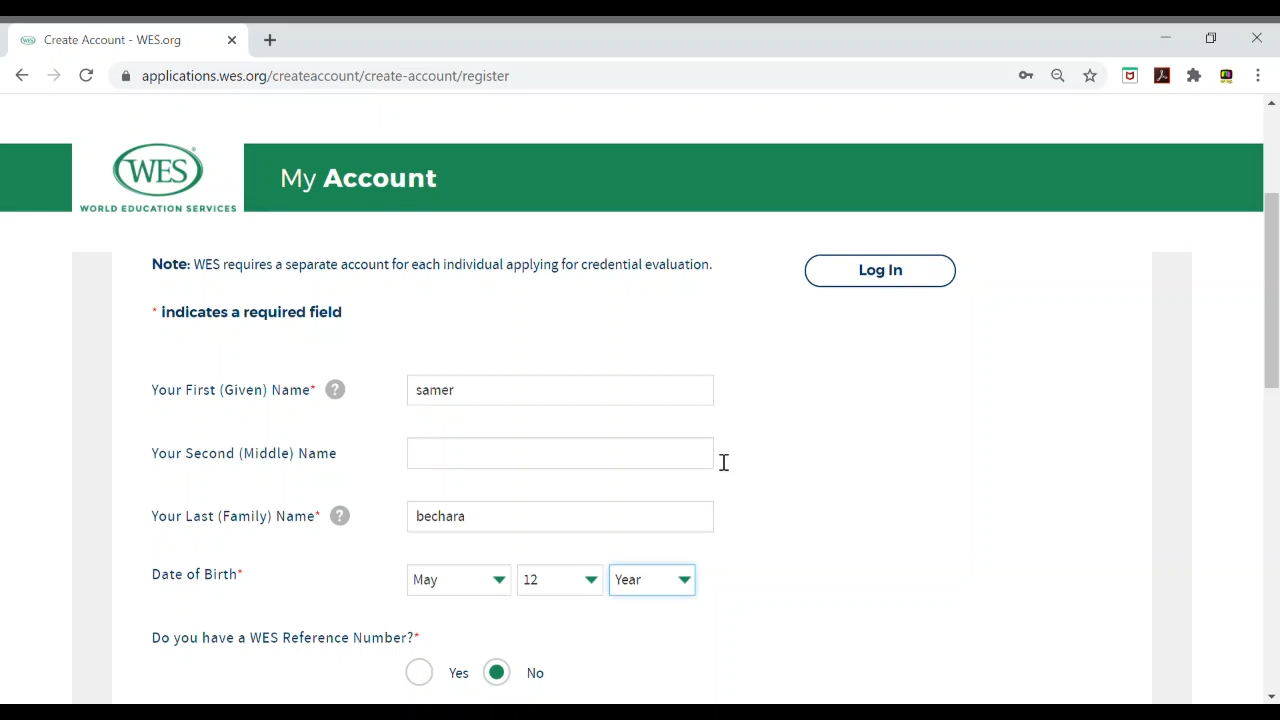 Create Account - WES.org
applications.wes.org/createaccount/create-account/register
WES
WORLD EDUCATION SERVICES
My Account
Note: WES requires a separate account for each individual applying for credential evaluation.
Log In
* indicates a required field
Your First (Given) Name* ? samer
Your Second (Middle) Name
Your Last (Family) Name* ? bechara
Date of Birth* May 12 Year
Do you have a WES Reference Number?*
Yes No